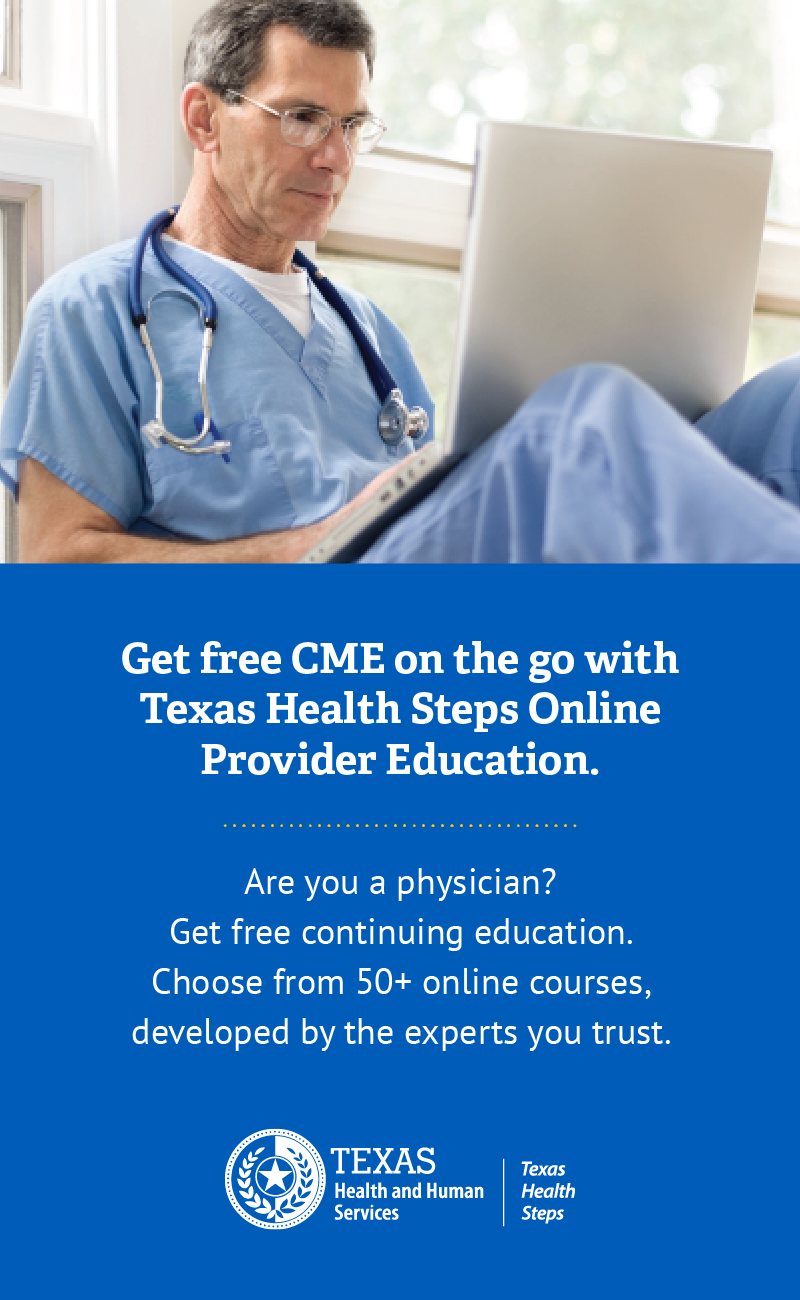 Get free CME on the go with
Texas Health Steps Online
Provider Education.
Are you a physician?
Get free continuing education.
Choose from 50+ online courses,
developed by the experts you trust.
TEXAS
Health and Human
Services
Texas
Health
Steps